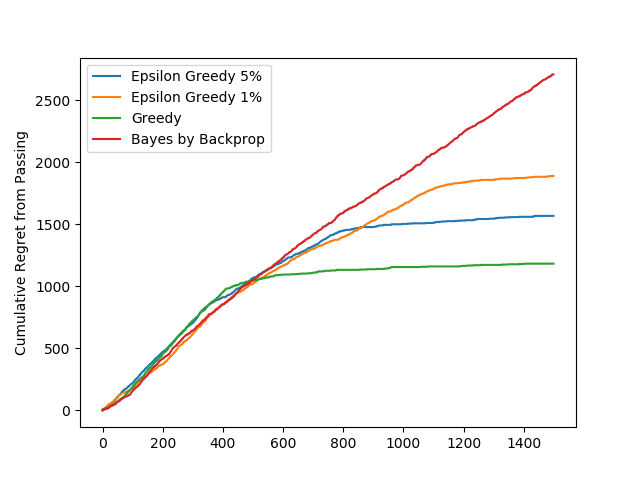 Epsilon Greedy 5%
Epsilon Greedy 1%
Greedy
Bayes by Backprop
Cumulative Regret from Passing
2500
2000
1500
1000
500
0
0 200 400 600 800 1000 1200 1400